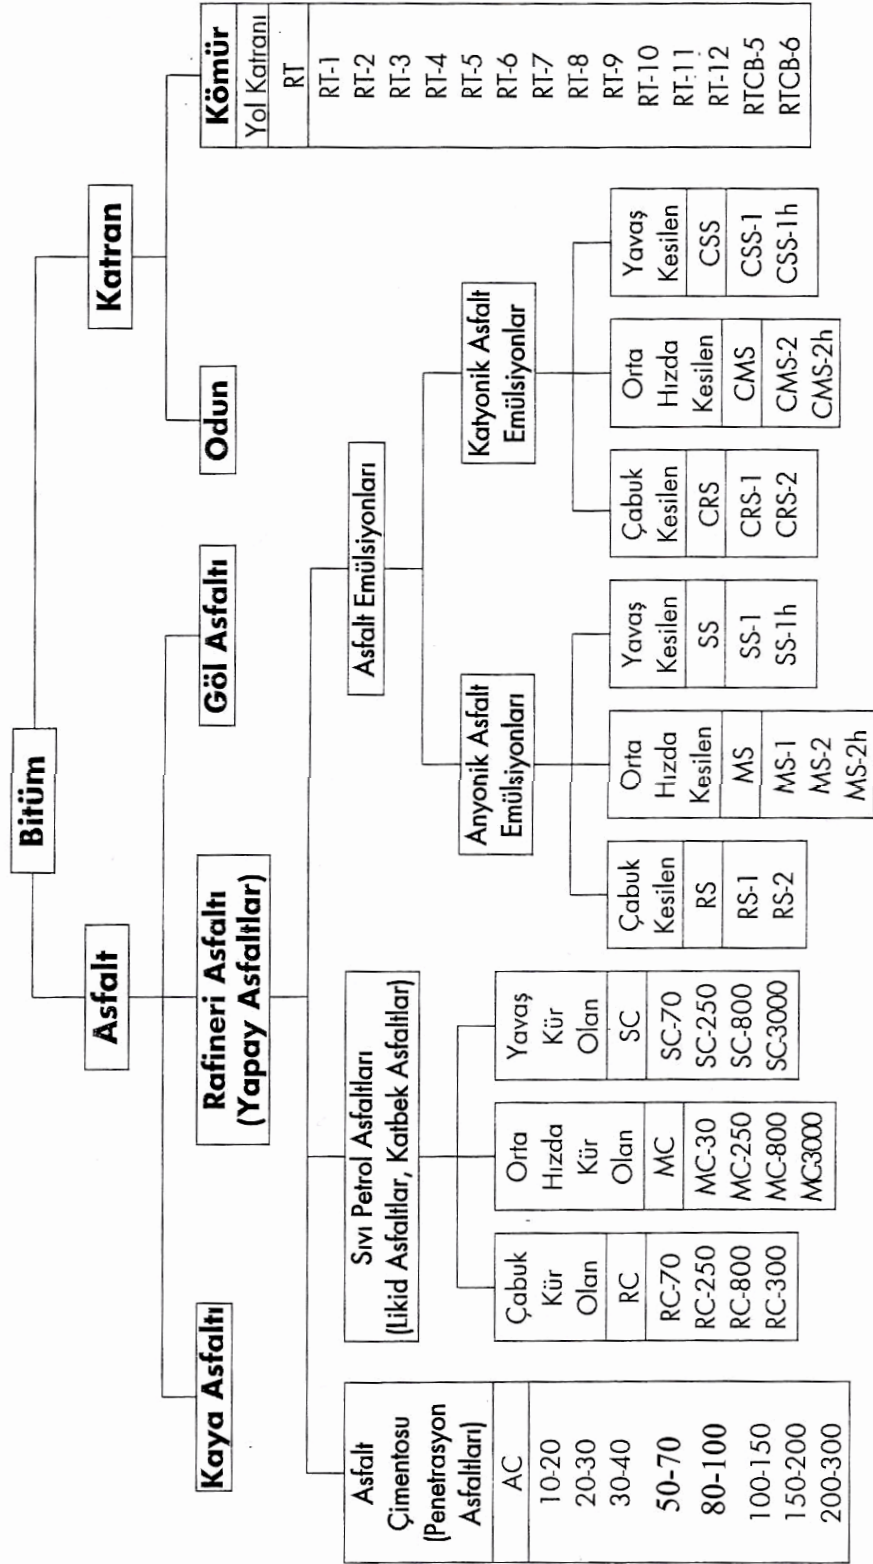 Bitüm
Asfalt
Katran
Kaya Asfaltı
Rafineri Asfaltı
(Yapay Asfaltlar)
Göl Asfaltı
Odun
Kömür
Yol Katranı
RT
RT-1
RT-2
RT-3
RT-4
RT-5
RT-6
RT-7
RT-8
RT-9
RT-10
RT-11
RT-12
RTCB-5
RTCB-6
Asfalt
Çimentosu
(Penetrasyon
Asfaltları)
AC
10-20
20-30
30-40
50-70
80-100
100-150
150-200
200-300
Sıvı Petrol Asfaltları
(Likid Asfaltlar, Katbek Asfaltlar)
Çabuk
Kür
Olan
RC
RC-70
RC-250
RC-800
RC-300
Orta
Hızda
Kür
Olan
MC
MC-30
MC-250
MC-800
MC3000
Yavaş
Kür
Olan
SC
SC-70
SC-250
SC-800
SC-3000
Asfalt Emülsiyonları
Anyonik Asfalt
Emülsiyonları
Çabuk
Kesilen
RS
RS-1
RS-2
Orta
Hızda
Kesilen
MS
MS-1
MS-2
MS-2h
Yavaş
Kesilen
SS
SS-1
SS-1h
Katyonik Asfalt
Emülsiyonlar
Çabuk
Kesilen
CRS
CRS-1
CRS-2
Orta
Hızda
Kesilen
CMS
CMS-2
CMS-2h
Yavaş
Kesilen
CSS
CSS-1
CSS-1h